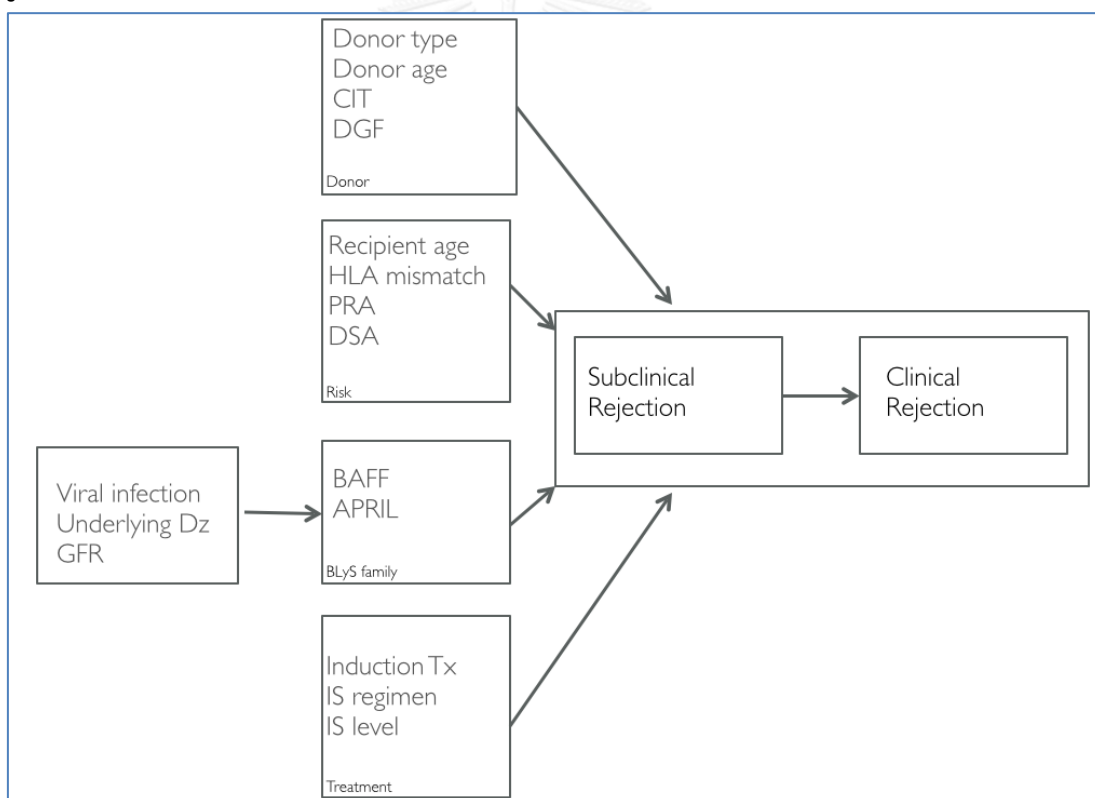 Donor type
Donor age
CIT
DGF
Donor
Recipient age
HLA mismatch
PRA
DSA
Risk
Viral infection
Underlying Dz
GFR
BAFF
APRIL
BLyS family
Induction Tx
IS regimen
IS level
Treatment
Subclinical
Rejection
Clinical
Rejection